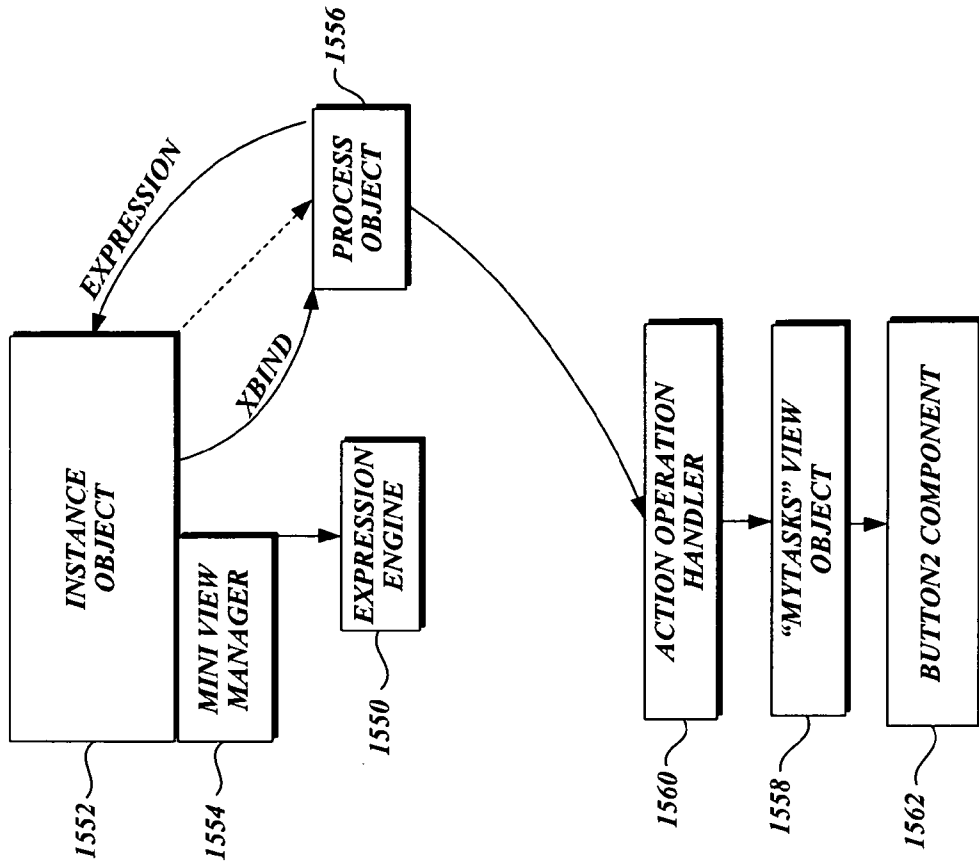 1552
INSTANCE
OBJECT
1554
MINI VIEW
MANAGER
1550
EXPRESSION
ENGINE
XBIND
EXPRESSION
PROCESS
OBJECT
1556
1560
ACTION OPERATION
HANDLER
1558
“MYTASKS” VIEW
OBJECT
1562
BUTTON2 COMPONENT